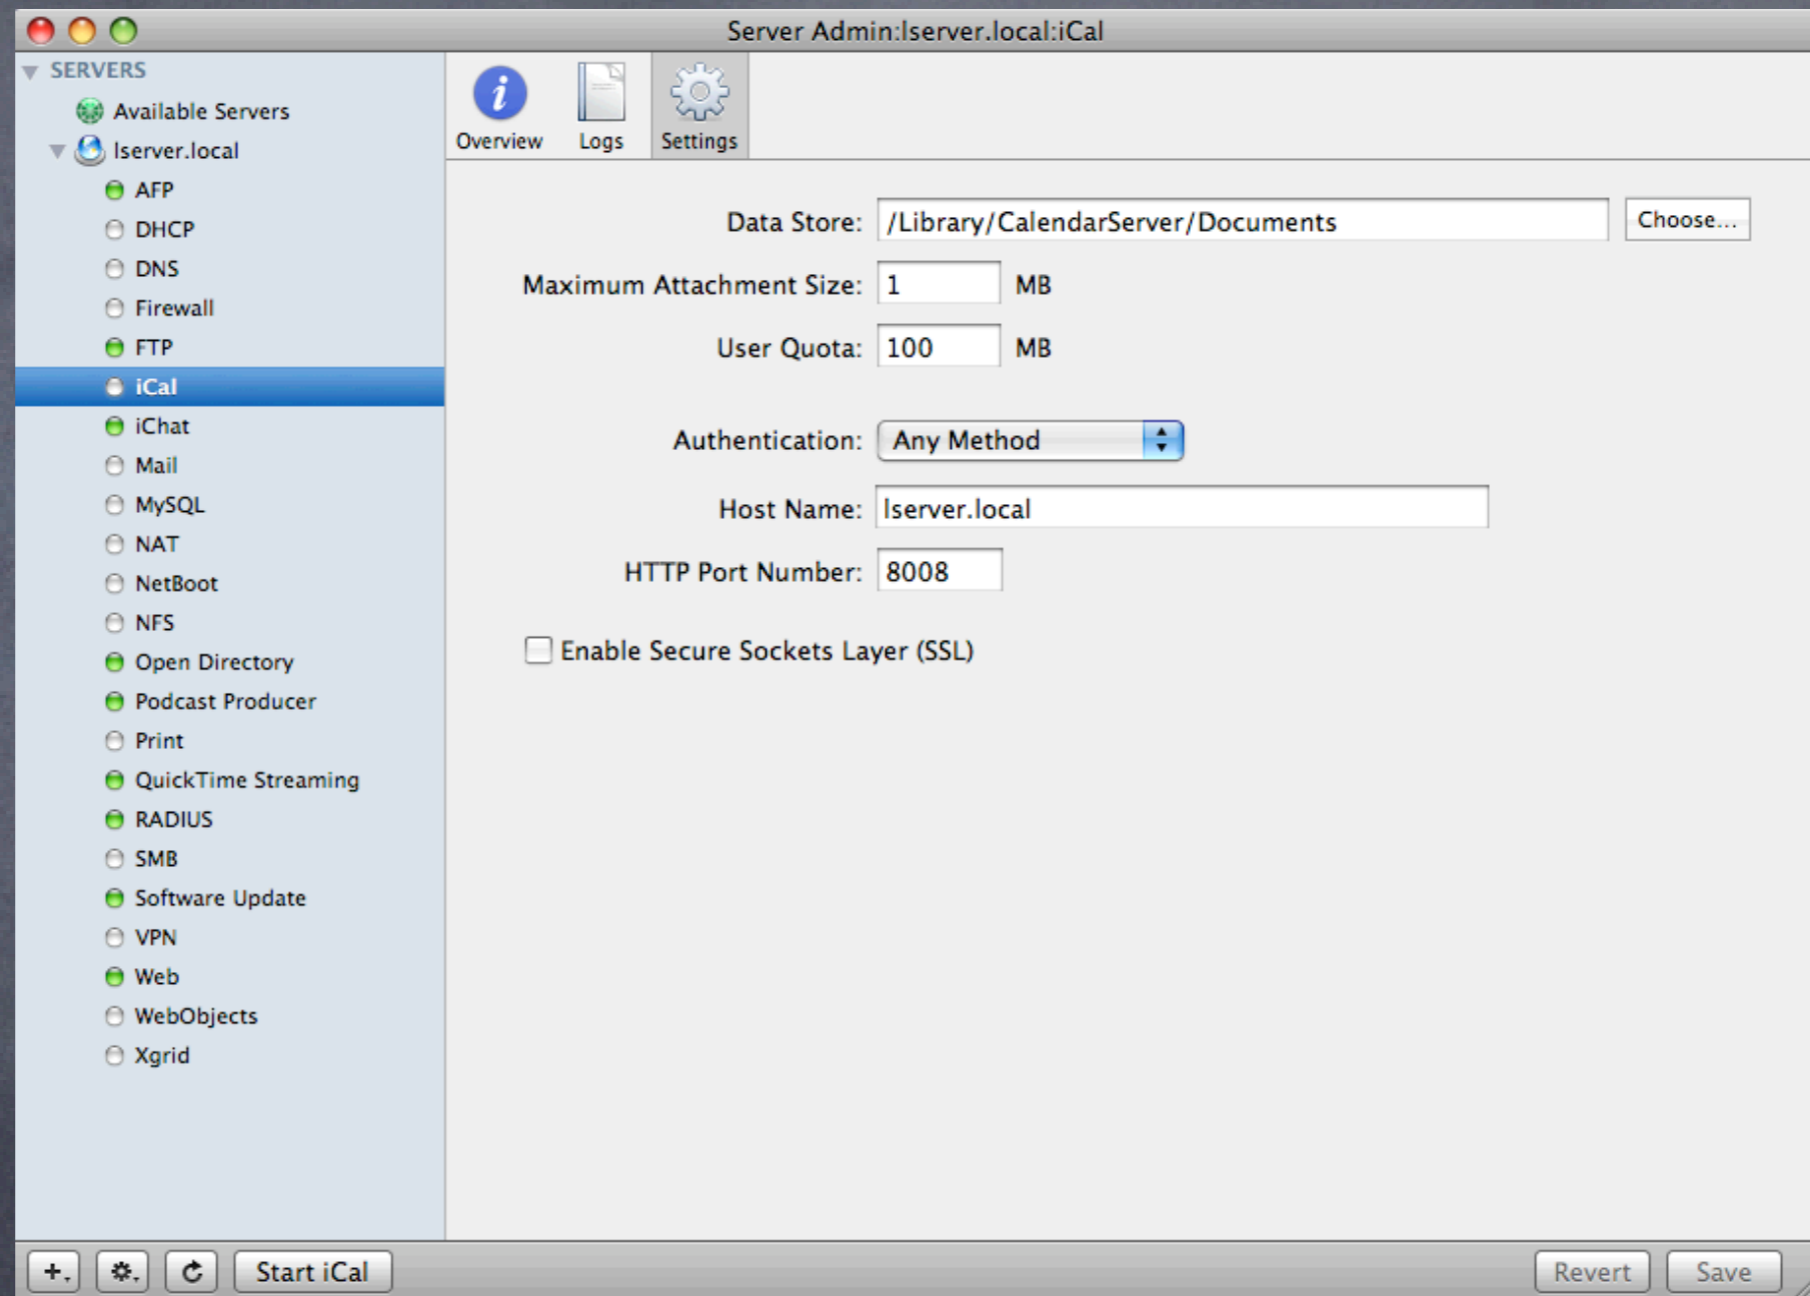 Server Admin:lserver.local:iCal
SERVERS
Available Servers
lserver.local
AFP
DHCP
DNS
Firewall
FTP
iCal
iChat
Mail
MySQL
NAT
NetBoot
NFS
Open Directory
Podcast Producer
Print
QuickTime Streaming
RADIUS
SMB
Software Update
VPN
Web
WebObjects
Xgrid
Overview Logs Settings
Data Store: /Library/CalendarServer/Documents Choose...
Maximum Attachment Size: 1 MB
User Quota: 100 MB
Authentication: Any Method
Host Name: lserver.local
HTTP Port Number: 8008
Enable Secure Sockets Layer (SSL)
Start iCal Revert Save